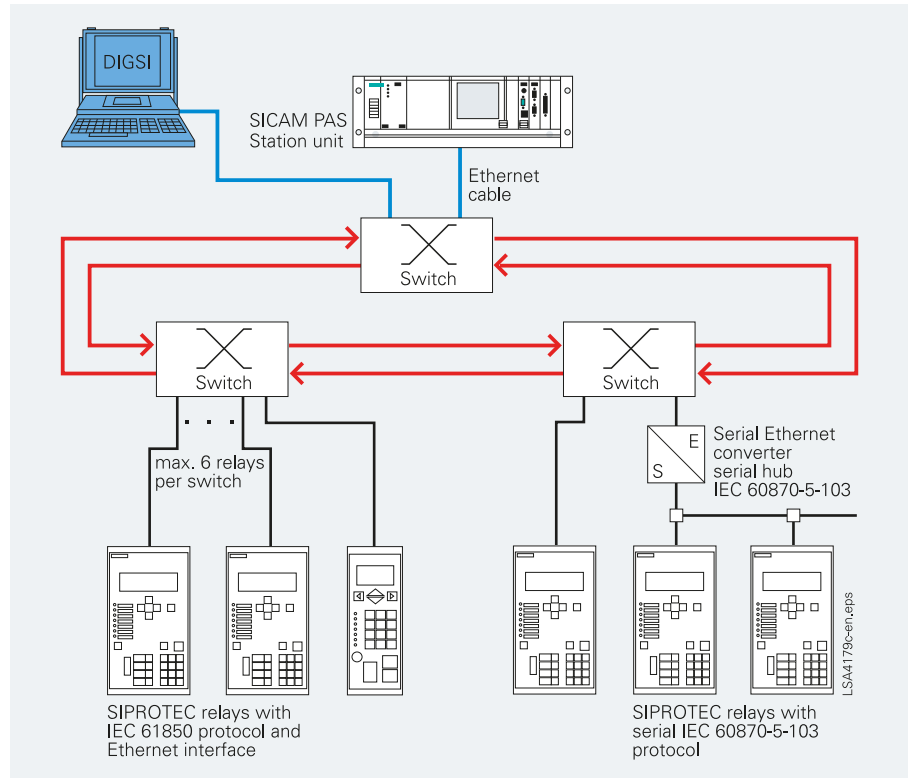 DIGSI
SICAM PAS
Station unit
Ethernet
cable
Switch
Switch
Switch
. . .
max. 6 relays
per switch
E
S
Serial Ethernet
converter
serial hub
IEC 60870-5-103
LSA4179c-en.eps
SIPROTEC relays with
IEC 61850 protocol and
Ethernet interface
SIPROTEC relays with
serial IEC 60870-5-103
protocol